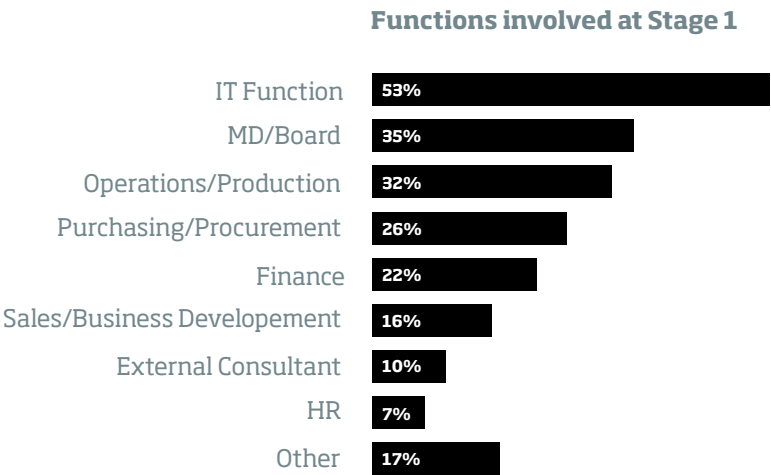 Functions involved at Stage 1
IT Function 53%
MD/Board 35%
Operations/Production 32%
Purchasing/Procurement 26%
Finance 22%
Sales/Business Developement 16%
External Consultant 10%
HR 7%
Other 17%